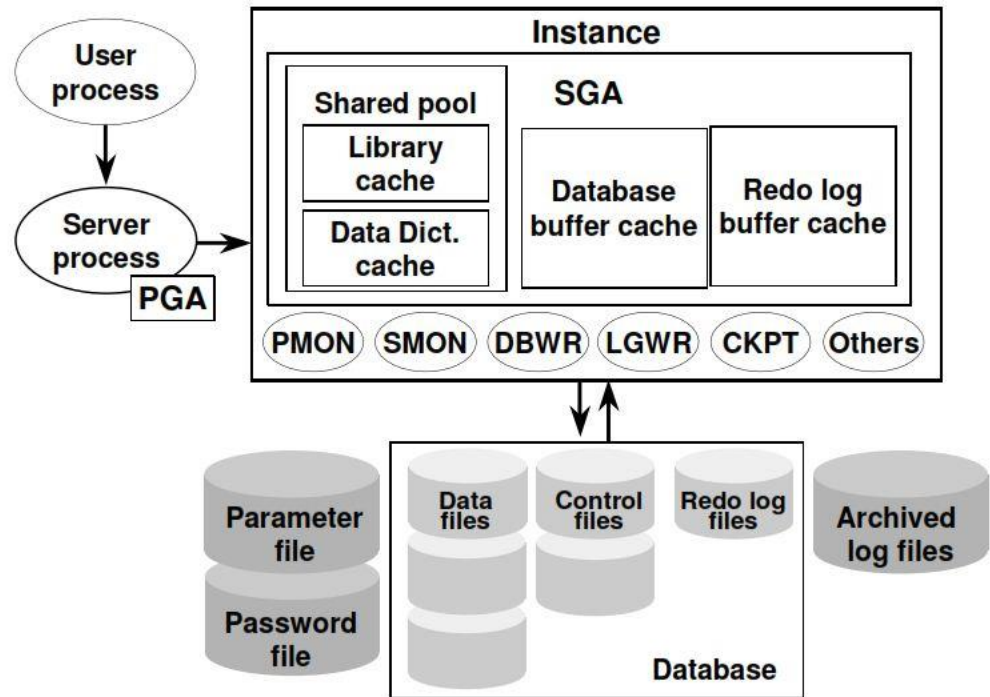 Instance
User
process
SGA
Shared pool
Library
cache
Data Dict.
cache
Database
buffer cache
Redo log
buffer cache
Server
process
PGA
PMON
SMON
DBWR
LGWR
CKPT
Others
Parameter
file
Password
file
Data
files
Control
files
Redo log
files
Database
Archived
log files